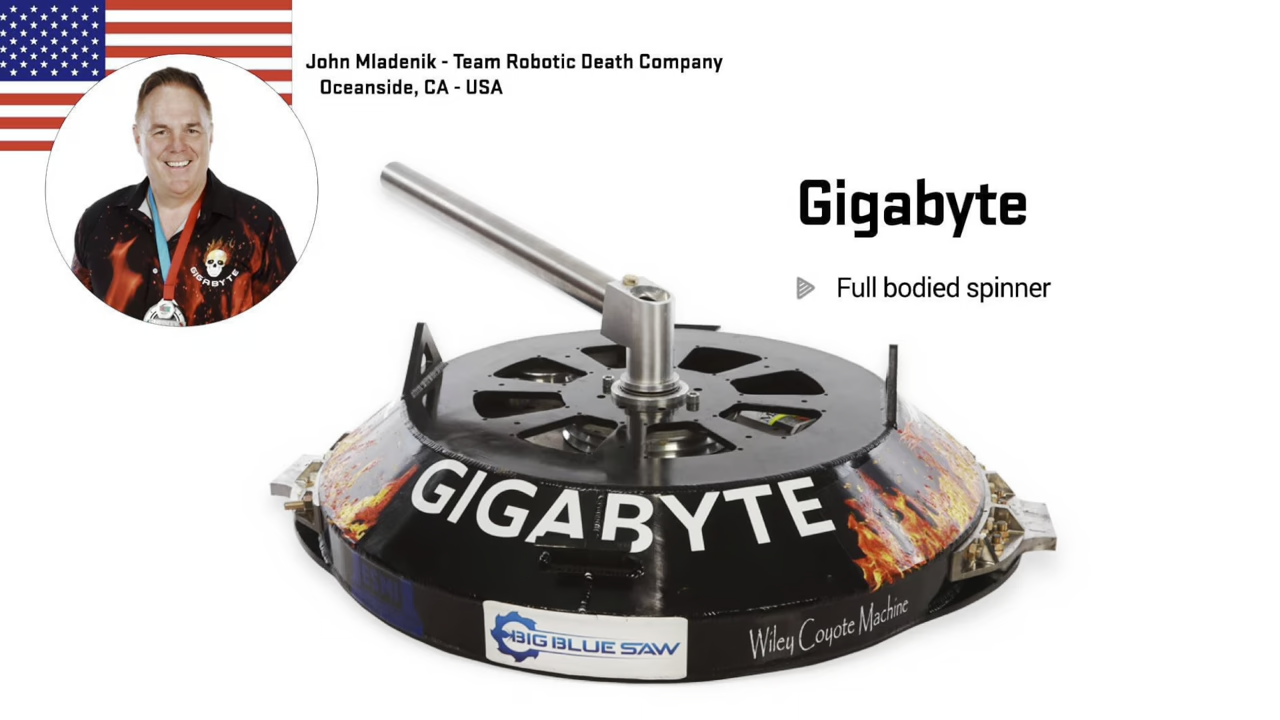 John Mladenik - Team Robotic Death Company
Oceanside, CA - USA
GIGABYTE
Gigabyte
Full bodied spinner
GIGABYTE
BIG BLUE SAW
Wiley Coyote Machine